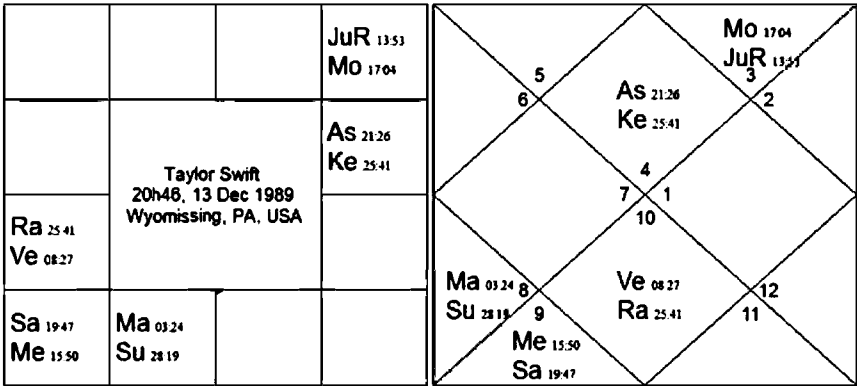 JuR 13:53
Mo 17:04
As 21:26
Ke 25:41
Taylor Swift
20h46, 13 Dec 1989
Wyomissing, PA, USA
Ra 25:41
Ve 08:27
Sa 19:47
Me 15:50
Ma 03:24
Su 28:19
Mo 17:04
JuR 13:53
5
3
6
2
As 21:26
Ke 25:41
4
7
1
10
Ma 03:24
Su 28:19
8
12
9
11
Ve 08:27
Ra 25:41
Me 15:50
Sa 19:47